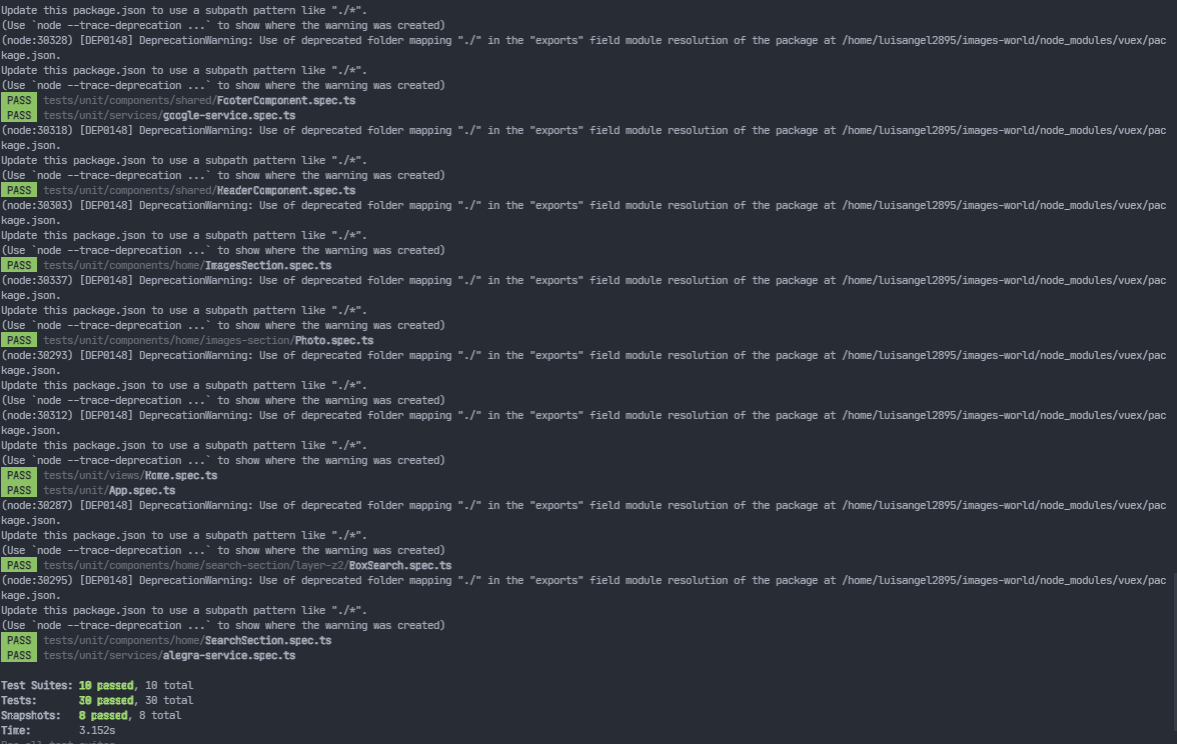 Update this package.json to use a subpath pattern like "./*".
(Use `node --trace-deprecation ...` to show where the warning was created)
(node:30328) [DEP0148] DeprecationWarning: Use of deprecated folder mapping "./" in the "exports" field module resolution of the package at /home/luisangel2895/images-world/node_modules/vuex/pac
kage.json.
Update this package.json to use a subpath pattern like "./*".
(Use `node --trace-deprecation ...` to show where the warning was created)
PASS tests/unit/components/shared/FooterComponent.spec.ts
PASS tests/unit/services/google-service.spec.ts
(node:30318) [DEP0148] DeprecationWarning: Use of deprecated folder mapping "./" in the "exports" field module resolution of the package at /home/luisangel2895/images-world/node_modules/vuex/pac
kage.json.
Update this package.json to use a subpath pattern like "./*".
(Use `node --trace-deprecation ...` to show where the warning was created)
PASS tests/unit/components/shared/HeaderComponent.spec.ts
(node:30303) [DEP0148] DeprecationWarning: Use of deprecated folder mapping "./" in the "exports" field module resolution of the package at /home/luisangel2895/images-world/node_modules/vuex/pac
kage.json.
Update this package.json to use a subpath pattern like "./*".
(Use `node --trace-deprecation ...` to show where the warning was created)
PASS tests/unit/components/home/ImagesSection.spec.ts
(node:30337) [DEP0148] DeprecationWarning: Use of deprecated folder mapping "./" in the "exports" field module resolution of the package at /home/luisangel2895/images-world/node_modules/vuex/pac
kage.json.
Update this package.json to use a subpath pattern like "./*".
(Use `node --trace-deprecation ...` to show where the warning was created)
PASS tests/unit/components/home/images-section/Photo.spec.ts
(node:30293) [DEP0148] DeprecationWarning: Use of deprecated folder mapping "./" in the "exports" field module resolution of the package at /home/luisangel2895/images-world/node_modules/vuex/pac
kage.json.
Update this package.json to use a subpath pattern like "./*".
(Use `node --trace-deprecation ...` to show where the warning was created)
(node:30312) [DEP0148] DeprecationWarning: Use of deprecated folder mapping "./" in the "exports" field module resolution of the package at /home/luisangel2895/images-world/node_modules/vuex/pac
kage.json.
Update this package.json to use a subpath pattern like "./*".
(Use `node --trace-deprecation ...` to show where the warning was created)
PASS tests/unit/views/Home.spec.ts
PASS tests/unit/App.spec.ts
(node:30287) [DEP0148] DeprecationWarning: Use of deprecated folder mapping "./" in the "exports" field module resolution of the package at /home/luisangel2895/images-world/node_modules/vuex/pac
kage.json.
Update this package.json to use a subpath pattern like "./*".
(Use `node --trace-deprecation ...` to show where the warning was created)
PASS tests/unit/components/home/search-section/layer-z2/BoxSearch.spec.ts
(node:30295) [DEP0148] DeprecationWarning: Use of deprecated folder mapping "./" in the "exports" field module resolution of the package at /home/luisangel2895/images-world/node_modules/vuex/pac
kage.json.
Update this package.json to use a subpath pattern like "./*".
(Use `node --trace-deprecation ...` to show where the warning was created)
PASS tests/unit/components/home/SearchSection.spec.ts
PASS tests/unit/services/alegra-service.spec.ts
Test Suites: 10 passed, 10 total
Tests: 30 passed, 30 total
Snapshots: 8 passed, 8 total
Time: 3.152s
Ran all test suites